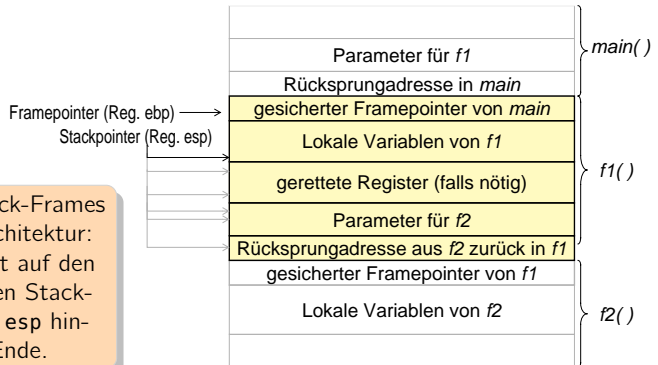 Parameter für f1
main( )
Rücksprungadresse in main
Framepointer (Reg. ebp)
gesicherter Framepointer von main
Stackpointer (Reg. esp)
Lokale Variablen von f1
gerettete Register (falls nötig)
f1( )
Parameter für f2
Rücksprungadresse aus f2 zurück in f1
gesicherter Framepointer von f1
Lokale Variablen von f2
f2( )
ck-Frames
chitektur:
t auf den
en Stack-
esp hin-
Ende.